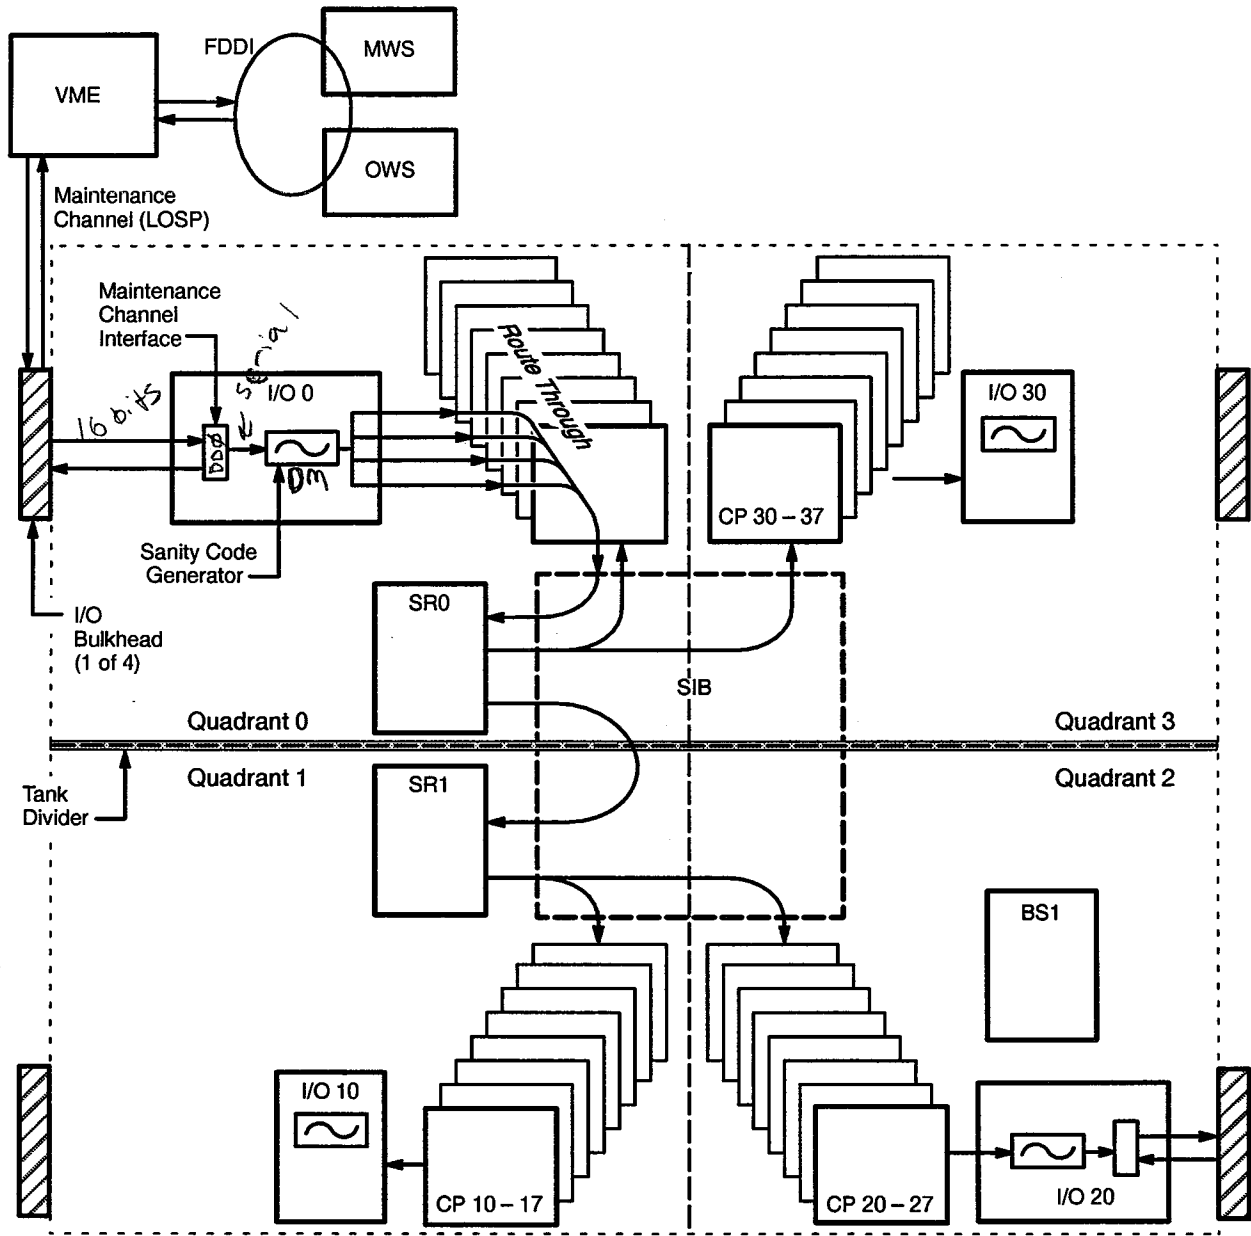 FDDI
MWS
VME
OWS
Maintenance
Channel (LOSP)
Maintenance
Channel
Interface
serial
I/O 0
16 bits
DD0
DM
Route Through
Sanity Code
Generator
I/O 30
CP 30 – 37
I/O
Bulkhead
(1 of 4)
SR0
SIB
Quadrant 0
Quadrant 3
Quadrant 1
Quadrant 2
Tank
Divider
SR1
BS1
I/O 10
CP 10 – 17
CP 20 – 27
I/O 20